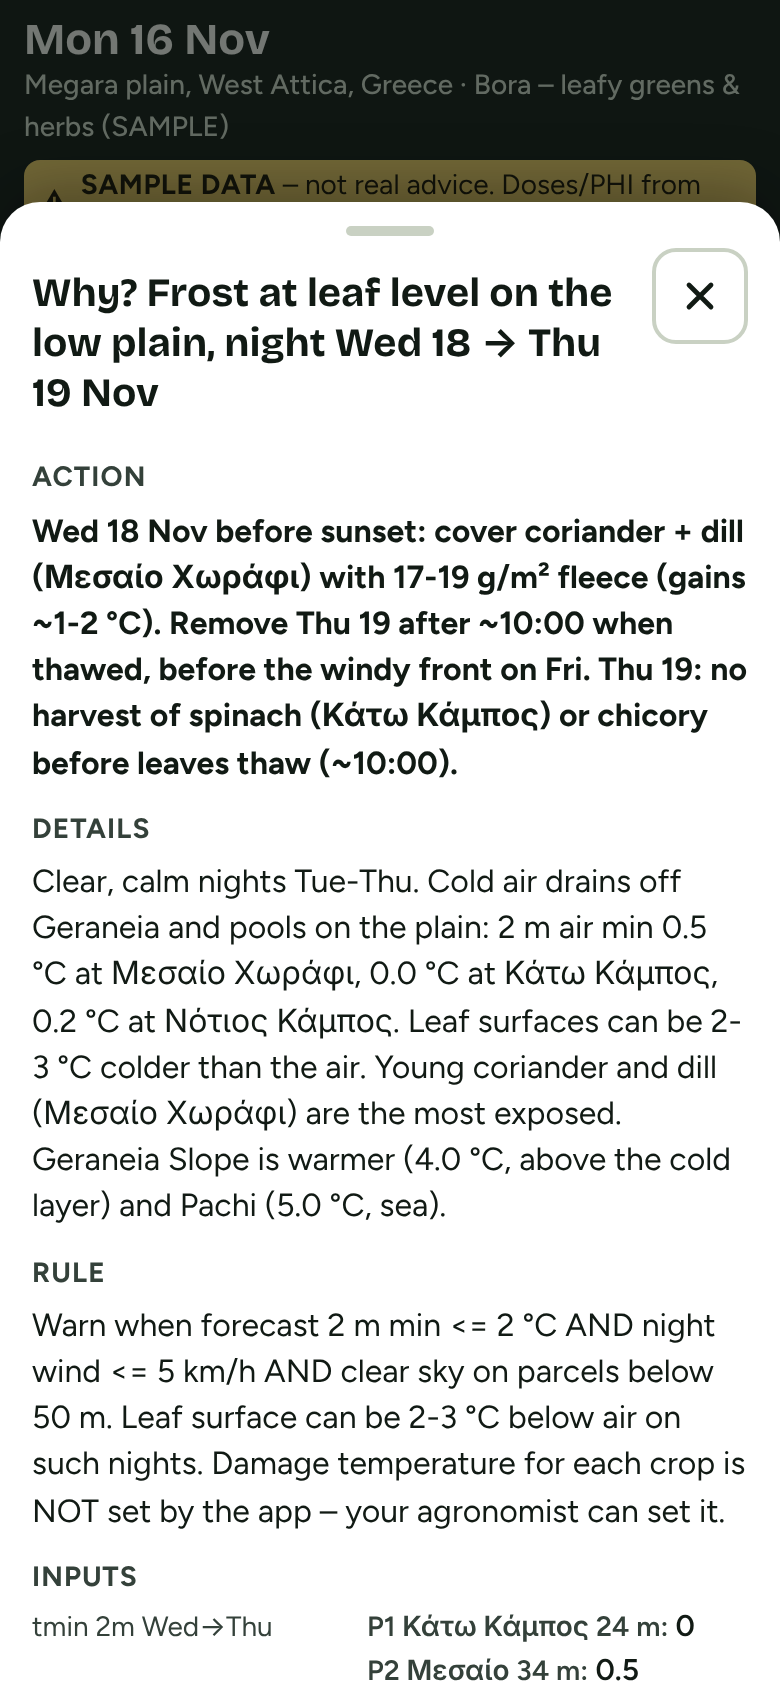 Mon 16 Nov
Megara plain, West Attica, Greece · Bora – leafy greens &
herbs (SAMPLE)
SAMPLE DATA – not real advice. Doses/PHI from
Why? Frost at leaf level on the
low plain, night Wed 18 → Thu
19 Nov
ACTION
Wed 18 Nov before sunset: cover coriander + dill
(Μεσαίο Χωράφι) with 17-19 g/m² fleece (gains
~1-2 °C). Remove Thu 19 after ~10:00 when
thawed, before the windy front on Fri. Thu 19: no
harvest of spinach (Κάτω Κάμπος) or chicory
before leaves thaw (~10:00).
DETAILS
Clear, calm nights Tue-Thu. Cold air drains off
Geraneia and pools on the plain: 2 m air min 0.5
°C at Μεσαίο Χωράφι, 0.0 °C at Κάτω Κάμπος,
0.2 °C at Νότιος Κάμπος. Leaf surfaces can be 2-
3 °C colder than the air. Young coriander and dill
(Μεσαίο Χωράφι) are the most exposed.
Geraneia Slope is warmer (4.0 °C, above the cold
layer) and Pachi (5.0 °C, sea).
RULE
Warn when forecast 2 m min <= 2 °C AND night
wind <= 5 km/h AND clear sky on parcels below
50 m. Leaf surface can be 2-3 °C below air on
such nights. Damage temperature for each crop is
NOT set by the app – your agronomist can set it.
INPUTS
tmin 2m Wed→Thu P1 Κάτω Κάμπος 24 m: 0
P2 Μεσαίο 34 m: 0.5